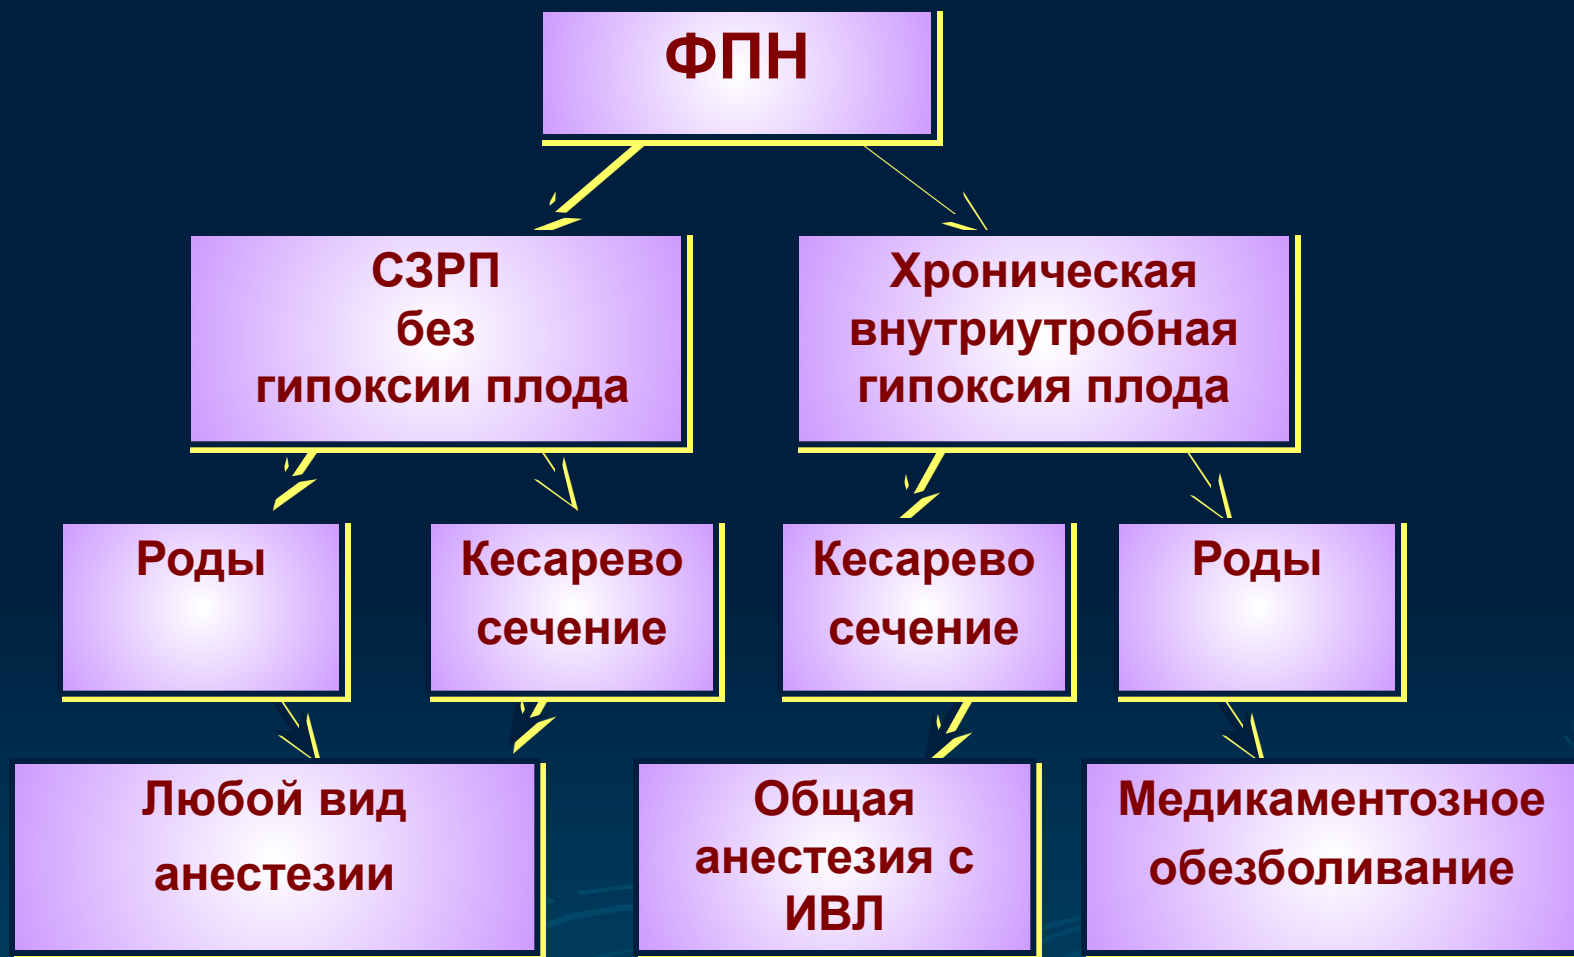 ФПН
СЗРП
без
гипоксии плода
Хроническая
внутриутробная
гипоксия плода
Роды
Кесарево
сечение
Кесарево
сечение
Роды
Любой вид
анестезии
Общая
анестезия с
ИВЛ
Медикаментозное
обезболивание